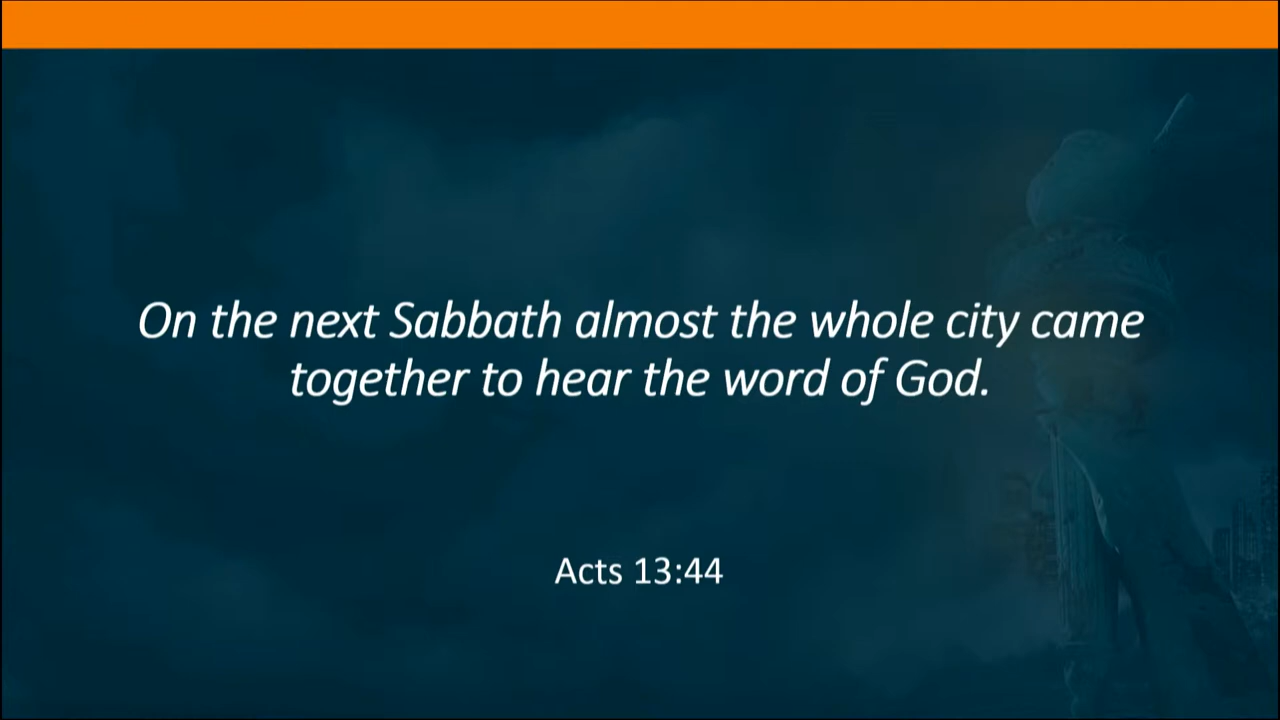 On the next Sabbath almost the whole city came
together to hear the word of God.
Acts 13:44